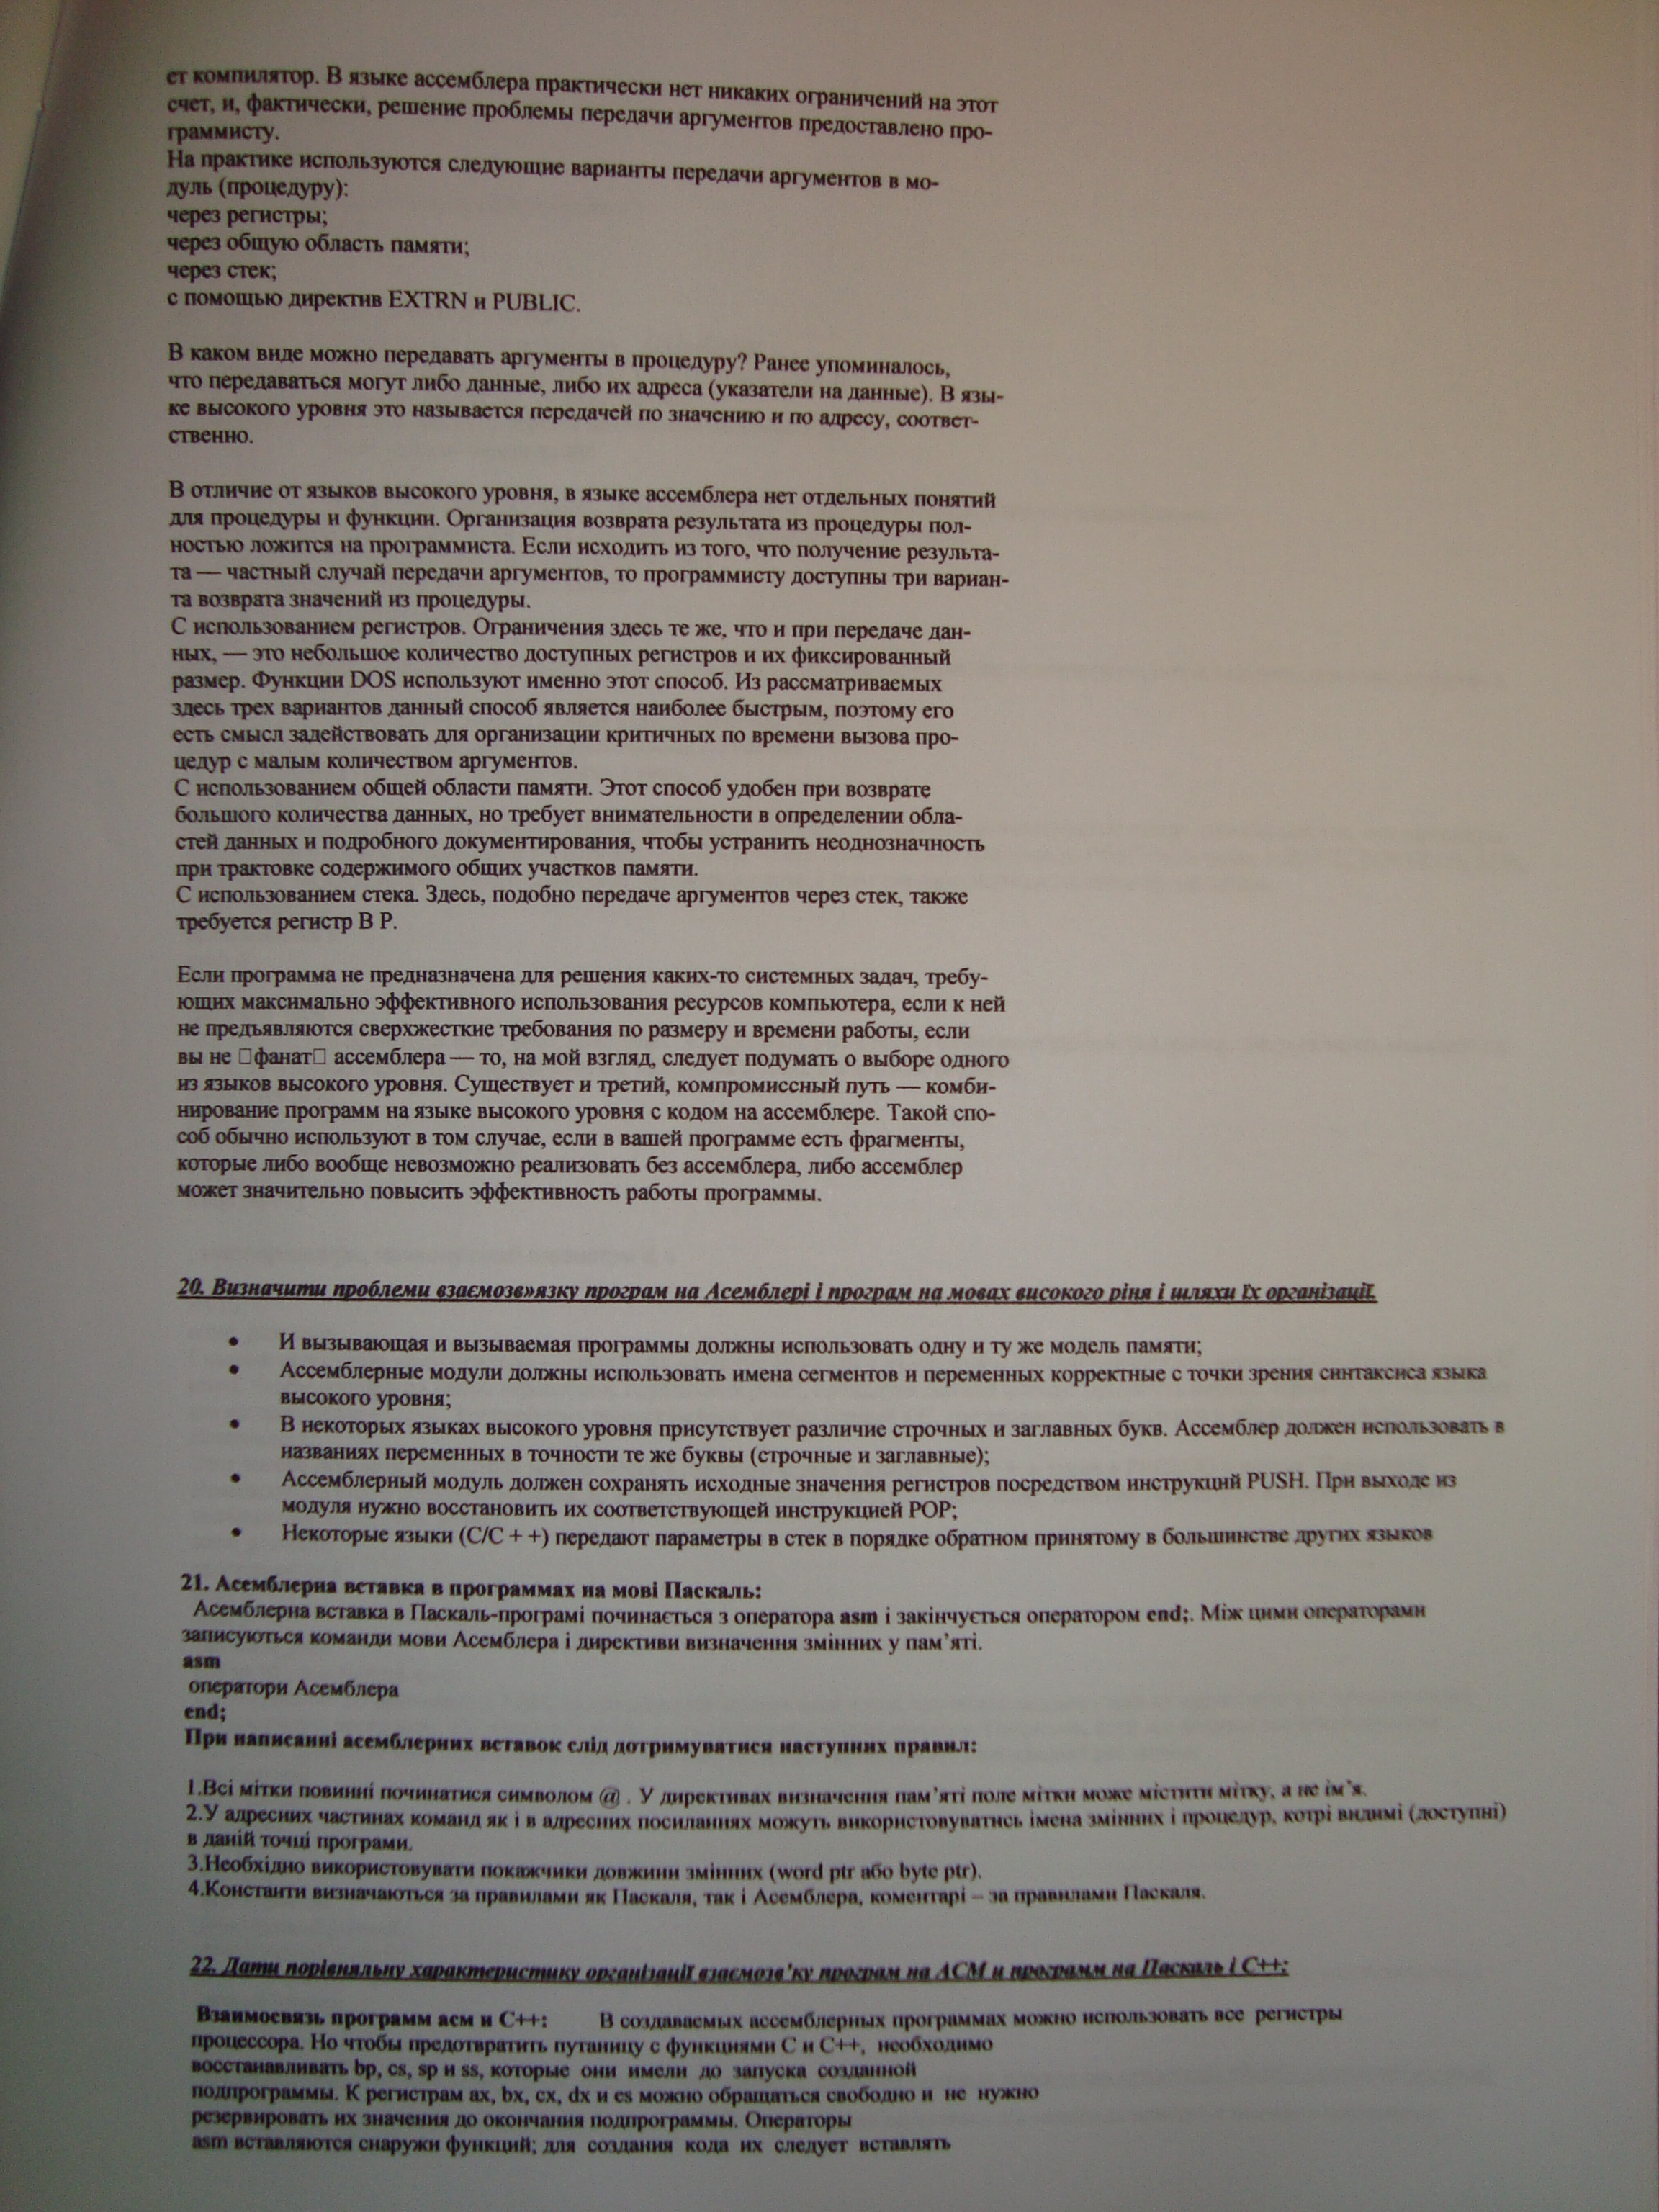 ет компилятор. В языке ассемблера практически нет никаких ограничений на этот
счет, и, фактически, решение проблемы передачи аргументов предоставлено про-
граммисту.
На практике используются следующие варианты передачи аргументов в мо-
дуль (процедуру):
через регистры;
через общую область памяти;
через стек;
с помощью директив EXTRN и PUBLIC.
В каком виде можно передавать аргументы в процедуру? Ранее упоминалось,
что передаваться могут либо данные, либо их адреса (указатели на данные). В язы-
ке высокого уровня это называется передачей по значению и по адресу, соответ-
ственно.
В отличие от языков высокого уровня, в языке ассемблера нет отдельных понятий
для процедуры и функции. Организация возврата результата из процедуры пол-
ностью ложится на программиста. Если исходить из того, что получение результа-
та — частный случай передачи аргументов, то программисту доступны три вариан-
та возврата значений из процедуры.
С использованием регистров. Ограничения здесь те же, что и при передаче дан-
ных, — это небольшое количество доступных регистров и их фиксированный
размер. Функции DOS используют именно этот способ. Из рассматриваемых
здесь трех вариантов данный способ является наиболее быстрым, поэтому его
есть смысл задействовать для организации критичных по времени вызова про-
цедур с малым количеством аргументов.
С использованием общей области памяти. Этот способ удобен при возврате
большого количества данных, но требует внимательности в определении обла-
стей данных и подробного документирования, чтобы устранить неоднозначность
при трактовке содержимого общих участков памяти.
С использованием стека. Здесь, подобно передаче аргументов через стек, также
требуется регистр B P.
Если программа не предназначена для решения каких-то системных задач, требу-
ющих максимально эффективного использования ресурсов компьютера, если к ней
не предъявляются сверхжесткие требования по размеру и времени работы, если
вы не □фанат□ ассемблера — то, на мой взгляд, следует подумать о выборе одного
из языков высокого уровня. Существует и третий, компромиссный путь — комби-
нирование программ на языке высокого уровня с кодом на ассемблере. Такой спо-
соб обычно используют в том случае, если в вашей программе есть фрагменты,
которые либо вообще невозможно реализовать без ассемблера, либо ассемблер
может значительно повысить эффективность работы программы.
20. Визначити проблеми взаємозв»язку програм на Асемблері і програм на мовах високого ріня і шляхи їх організації.
• И вызывающая и вызываемая программы должны использовать одну и ту же модель памяти;
• Ассемблерные модули должны использовать имена сегментов и переменных корректные с точки зрения синтаксиса языка
высокого уровня;
• В некоторых языках высокого уровня присутствует различие строчных и заглавных букв. Ассемблер должен использовать в
названиях переменных в точности те же буквы (строчные и заглавные);
• Ассемблерный модуль должен сохранять исходные значения регистров посредством инструкций PUSH. При выходе из
модуля нужно восстановить их соответствующей инструкцией POP;
• Некоторые языки (C/C + +) передают параметры в стек в порядке обратном принятому в большинстве других языков
21. Асемблерна вставка в программах на мові Паскаль:
Асемблерна вставка в Паскаль-програмі починається з оператора asm і закінчується оператором end;. Між цими операторами
записуються команди мови Асемблера і директиви визначення змінних у пам'яті.
asm
оператори Асемблера
end;
При написанні асемблерних вставок слід дотримуватися наступних правил:
1.Всі мітки повинні починатися символом @ . У директивах визначення пам'яті поле мітки може містити мітку, а не ім'я.
2.У адресних частинах команд як і в адресних посиланнях можуть використовуватись імена змінних і процедур, котрі видимі (доступні)
в даній точці програми.
3.Необхідно використовувати покажчики довжини змінних (word ptr або byte ptr).
4.Константи визначаються за правилами як Паскаля, так і Асемблера, коментарі – за правилами Паскаля.
22. Дати порівняльну характеристику організації взаємозв'ку програм на АСМ и программ на Паскаль і С++:
Взаимосвязь программ асм и С++: В создаваемых ассемблерных программах можно использовать все регистры
процессора. Но чтобы предотвратить путаницу с функциями С и С++, необходимо
восстанавливать bp, cs, sp и ss, которые они имели до запуска созданной
подпрограммы. К регистрам ax, bx, cx, dx и es можно обращаться свободно и не нужно
резервировать их значения до окончания подпрограммы. Операторы
asm вставляются снаружи функций; для создания кода их следует вставлять